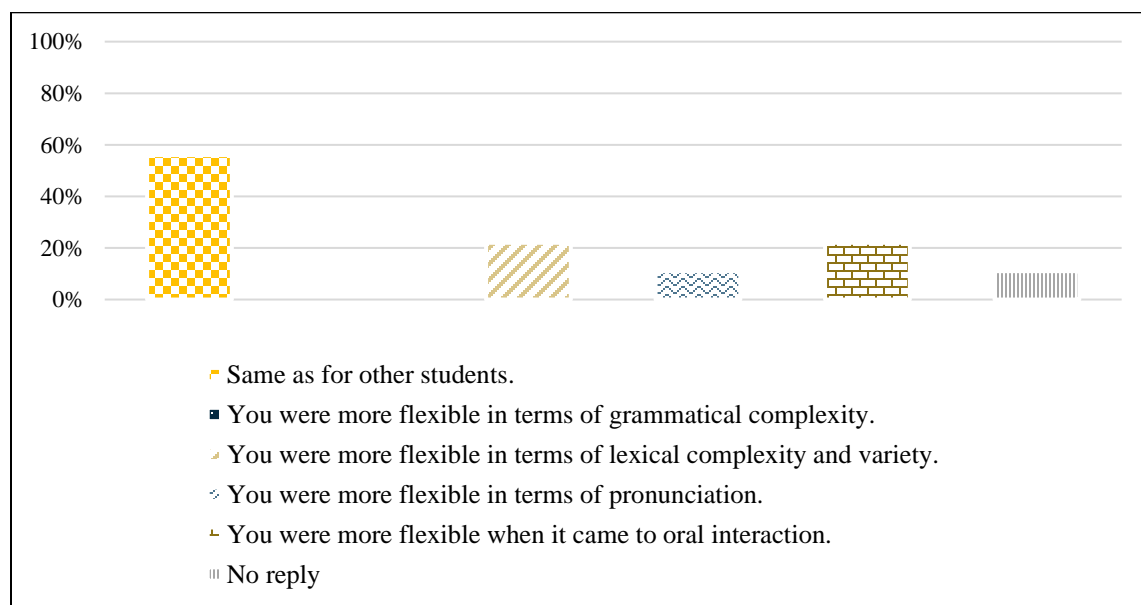 100%
80%
60%
40%
20%
0%
Same as for other students.
You were more flexible in terms of grammatical complexity.
You were more flexible in terms of lexical complexity and variety.
You were more flexible in terms of pronunciation.
You were more flexible when it came to oral interaction.
No reply